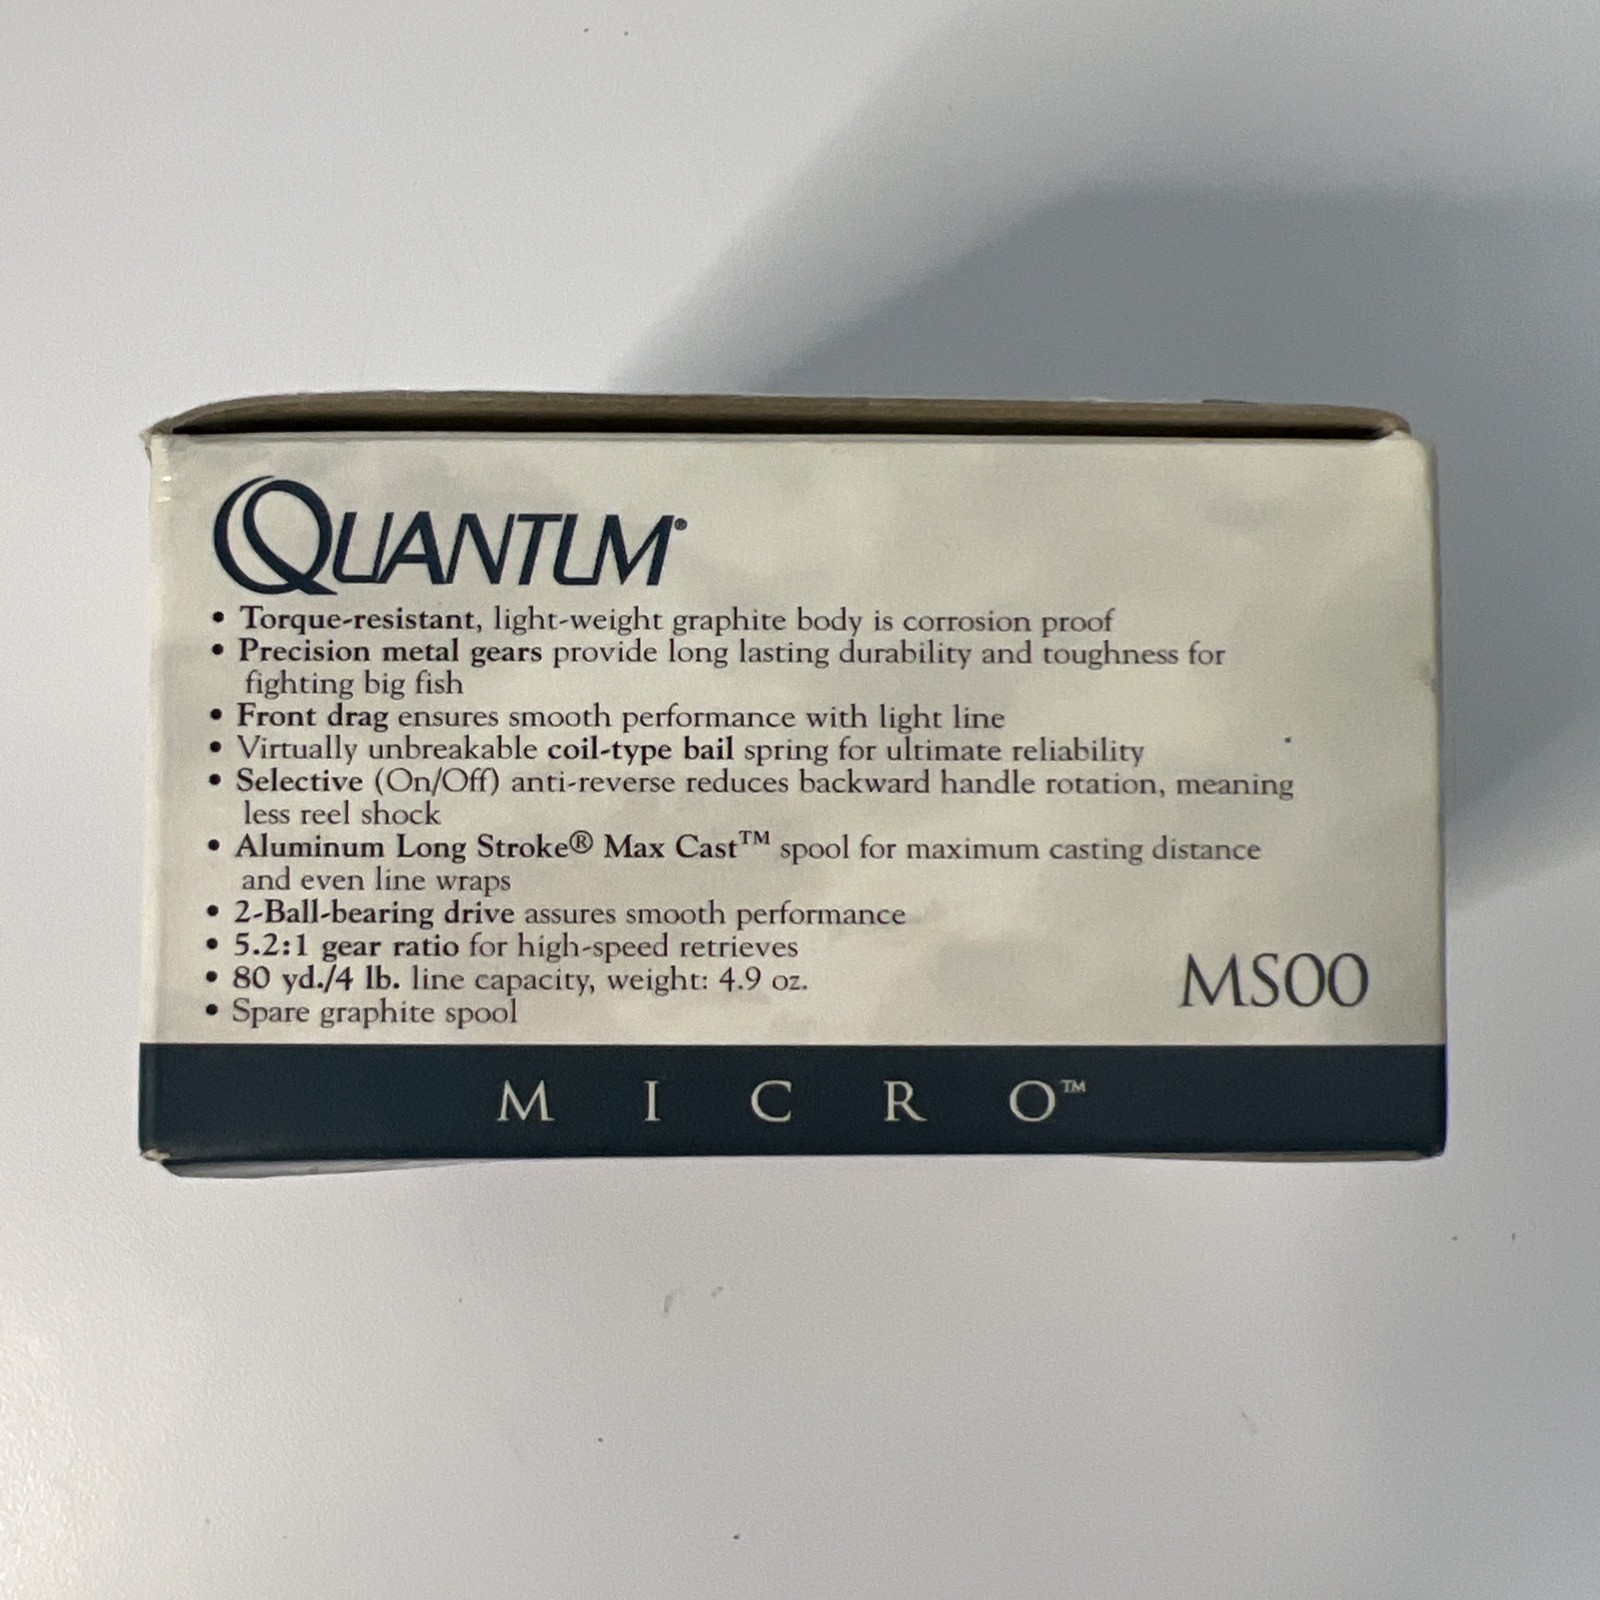 QUANTUM®
• Torque-resistant, light-weight graphite body is corrosion proof
• Precision metal gears provide long lasting durability and toughness for
fighting big fish
• Front drag ensures smooth performance with light line
• Virtually unbreakable coil-type bail spring for ultimate reliability
• Selective (On/Off) anti-reverse reduces backward handle rotation, meaning
less reel shock
• Aluminum Long Stroke® Max Cast™ spool for maximum casting distance
and even line wraps
• 2-Ball-bearing drive assures smooth performance
• 5.2:1 gear ratio for high-speed retrieves
• 80 yd./4 lb. line capacity, weight: 4.9 oz.
• Spare graphite spool
MS00
MICRO™